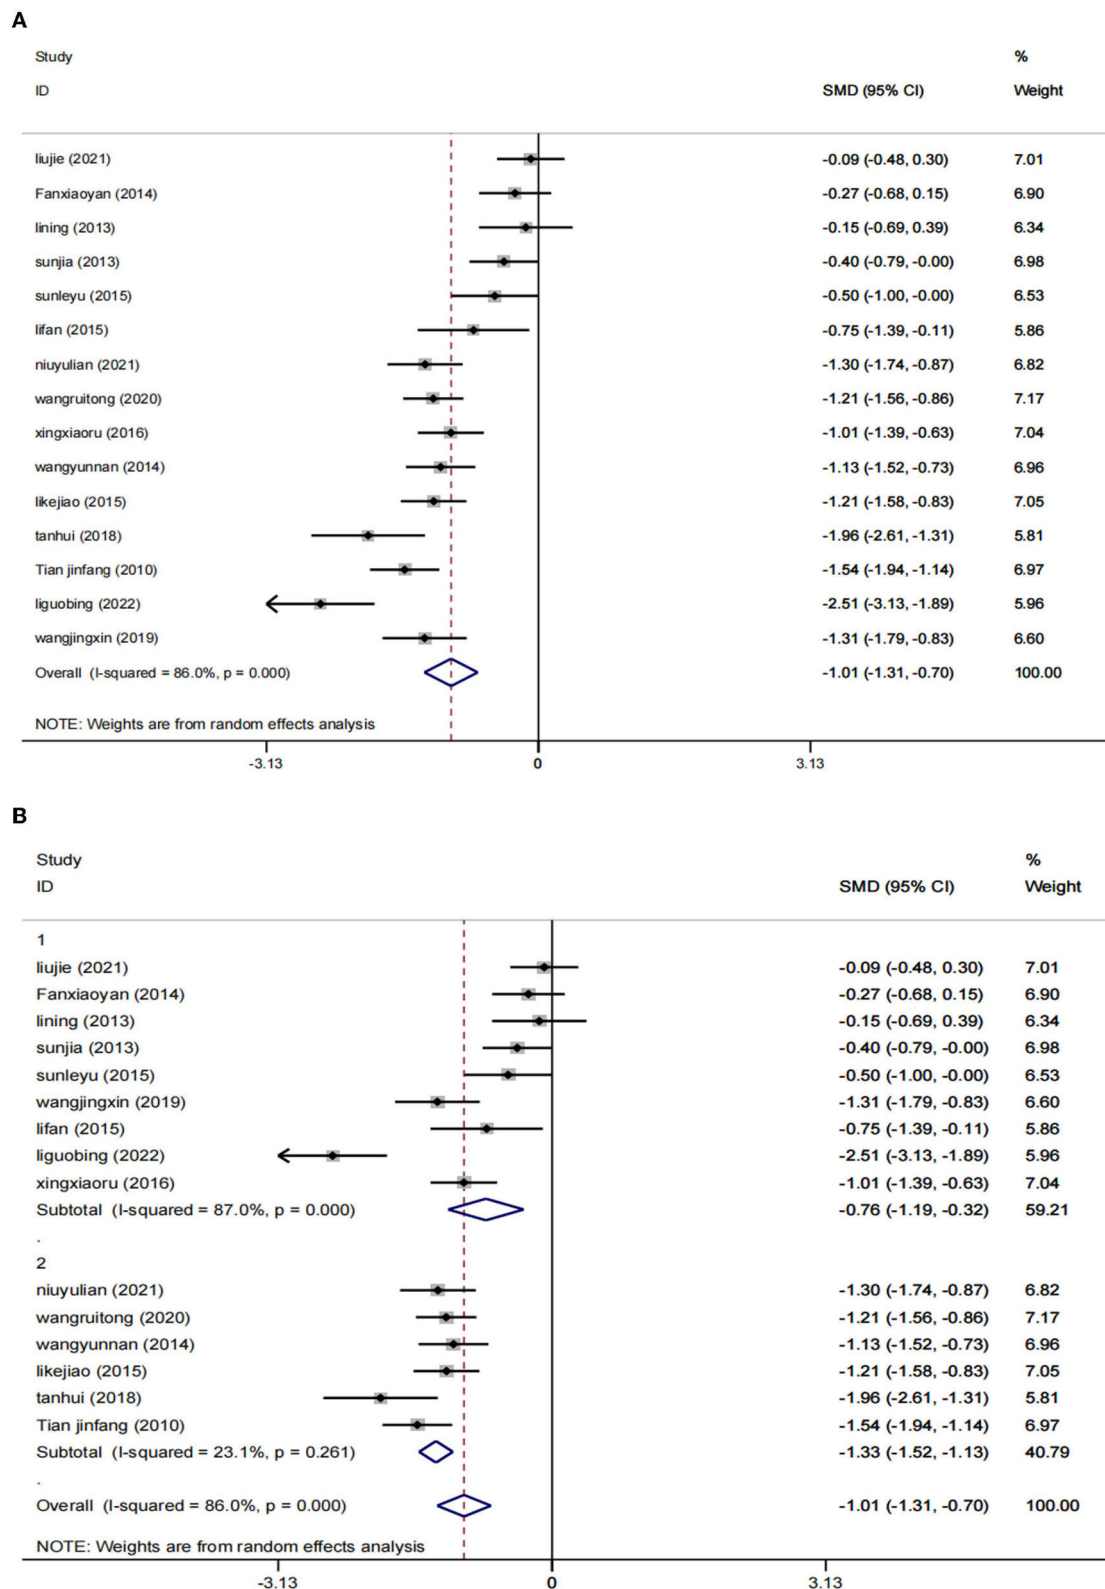 A
Study %
ID SMD (95% CI) Weight
liujie (2021) -0.09 (-0.48, 0.30) 7.01
Fanxiaoyan (2014) -0.27 (-0.68, 0.15) 6.90
lining (2013) -0.15 (-0.69, 0.39) 6.34
sunjia (2013) -0.40 (-0.79, -0.00) 6.98
sunleyu (2015) -0.50 (-1.00, -0.00) 6.53
lifan (2015) -0.75 (-1.39, -0.11) 5.86
niuyulian (2021) -1.30 (-1.74, -0.87) 6.82
wangruitong (2020) -1.21 (-1.56, -0.86) 7.17
xingxiaoru (2016) -1.01 (-1.39, -0.63) 7.04
wangyunnan (2014) -1.13 (-1.52, -0.73) 6.96
likejiao (2015) -1.21 (-1.58, -0.83) 7.05
tanhui (2018) -1.96 (-2.61, -1.31) 5.81
Tian jinfang (2010) -1.54 (-1.94, -1.14) 6.97
liguobing (2022) -2.51 (-3.13, -1.89) 5.96
wangjingxin (2019) -1.31 (-1.79, -0.83) 6.60
Overall (I-squared = 86.0%, p = 0.000) -1.01 (-1.31, -0.70) 100.00
NOTE: Weights are from random effects analysis
-3.13 0 3.13
B
Study %
ID SMD (95% CI) Weight
1
liujie (2021) -0.09 (-0.48, 0.30) 7.01
Fanxiaoyan (2014) -0.27 (-0.68, 0.15) 6.90
lining (2013) -0.15 (-0.69, 0.39) 6.34
sunjia (2013) -0.40 (-0.79, -0.00) 6.98
sunleyu (2015) -0.50 (-1.00, -0.00) 6.53
wangjingxin (2019) -1.31 (-1.79, -0.83) 6.60
lifan (2015) -0.75 (-1.39, -0.11) 5.86
liguobing (2022) -2.51 (-3.13, -1.89) 5.96
xingxiaoru (2016) -1.01 (-1.39, -0.63) 7.04
Subtotal (I-squared = 87.0%, p = 0.000) -0.76 (-1.19, -0.32) 59.21
.
2
niuyulian (2021) -1.30 (-1.74, -0.87) 6.82
wangruitong (2020) -1.21 (-1.56, -0.86) 7.17
wangyunnan (2014) -1.13 (-1.52, -0.73) 6.96
likejiao (2015) -1.21 (-1.58, -0.83) 7.05
tanhui (2018) -1.96 (-2.61, -1.31) 5.81
Tian jinfang (2010) -1.54 (-1.94, -1.14) 6.97
Subtotal (I-squared = 23.1%, p = 0.261) -1.33 (-1.52, -1.13) 40.79
.
Overall (I-squared = 86.0%, p = 0.000) -1.01 (-1.31, -0.70) 100.00
NOTE: Weights are from random effects analysis
-3.13 0 3.13